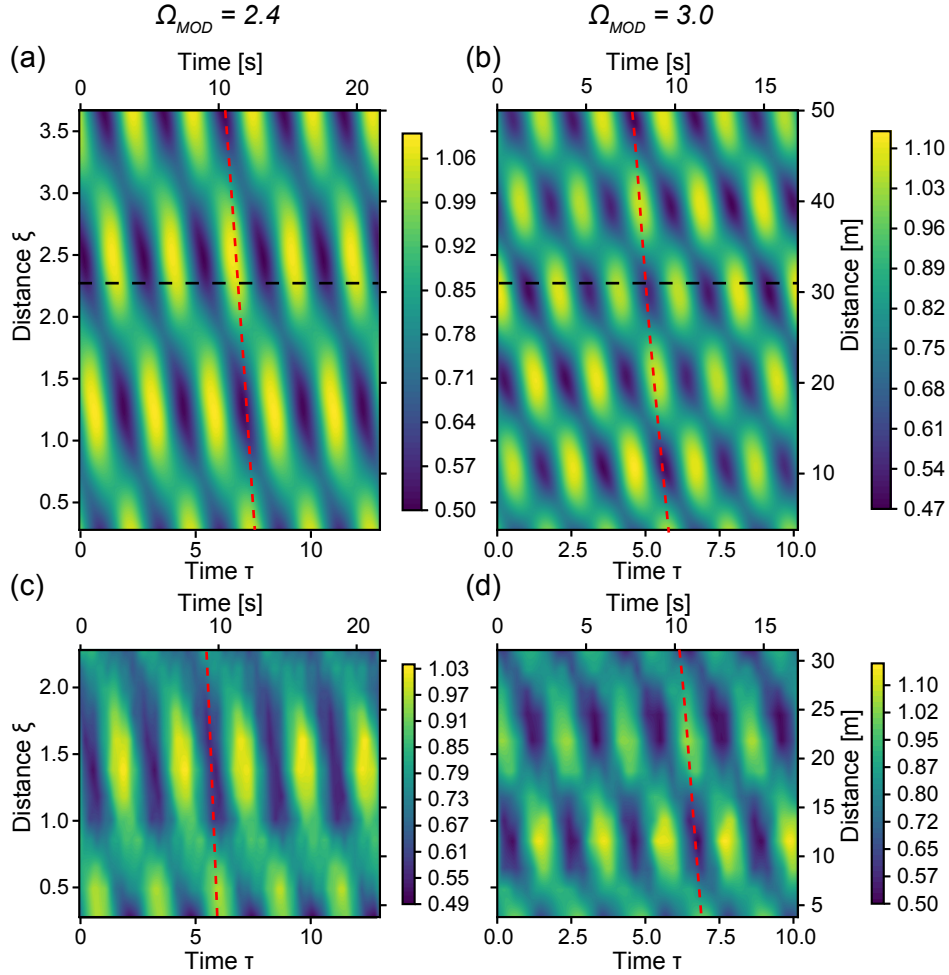 Ω_MOD = 2.4
Ω_MOD = 3.0
(a)
Time [s]
0 10 20
Distance ξ
3.5
3.0
2.5
2.0
1.5
1.0
0.5
0 5 10
Time τ
1.06
0.99
0.92
0.85
0.78
0.71
0.64
0.57
0.50
(b)
Time [s]
0 5 10 15
50
40
30
20
10
Distance [m]
0.0 2.5 5.0 7.5 10.0
Time τ
1.10
1.03
0.96
0.89
0.82
0.75
0.68
0.61
0.54
0.47
(c)
Time [s]
0 10 20
Distance ξ
2.0
1.5
1.0
0.5
0 5 10
Time τ
1.03
0.97
0.91
0.85
0.79
0.73
0.67
0.61
0.55
0.49
(d)
Time [s]
0 5 10 15
30
25
20
15
10
5
Distance [m]
0.0 2.5 5.0 7.5 10.0
Time τ
1.10
1.02
0.95
0.87
0.80
0.72
0.65
0.57
0.50